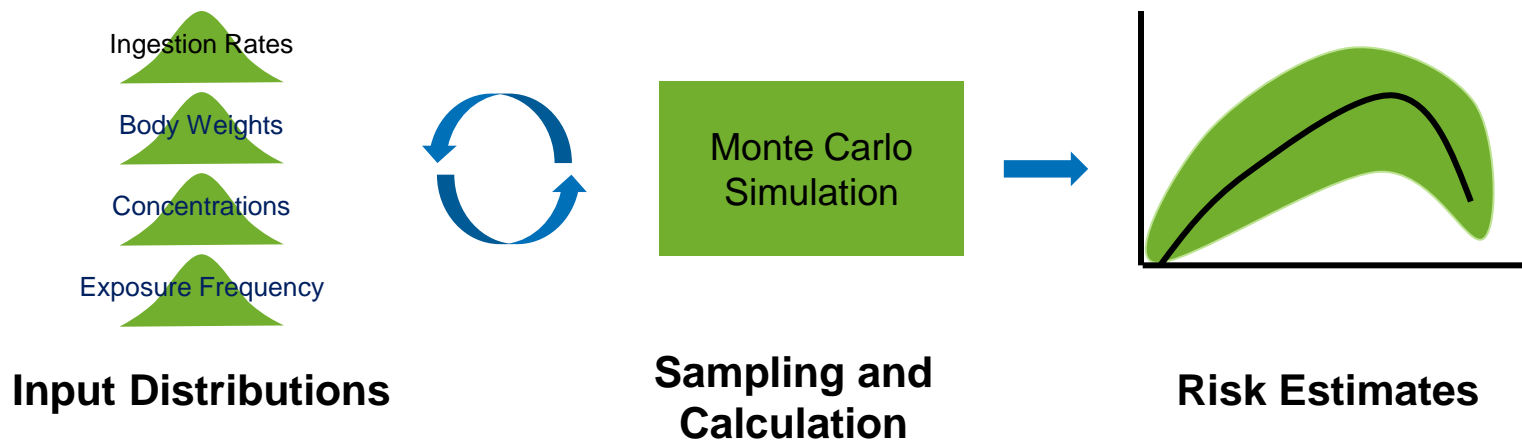 Ingestion Rates
Body Weights
Concentrations
Exposure Frequency
Input Distributions
Monte Carlo
Simulation
Sampling and
Calculation
Risk Estimates